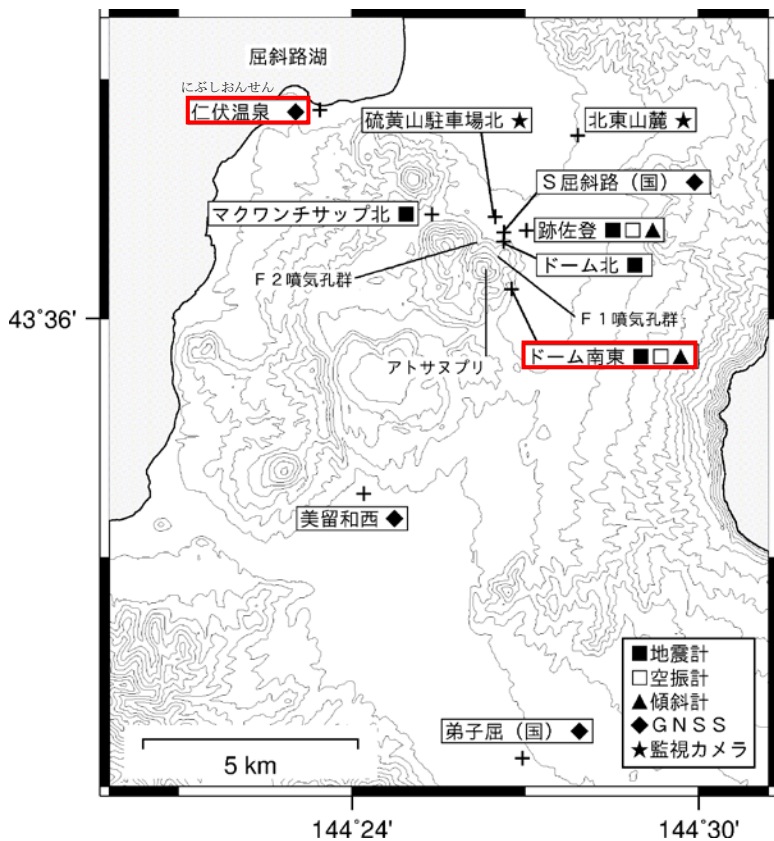 屈斜路湖
にぶしおんせん
仁伏温泉 ◆
硫黄山駐車場北 ★
北東山麓 ★
S屈斜路（国） ◆
マクワンチサップ北 ■
跡佐登 ■□▲
ドーム北 ■
F2噴気孔群
F1噴気孔群
43˚36'
ドーム南東 ■□▲
アトサヌプリ
美留和西 ◆
■地震計
□空振計
▲傾斜計
◆GNSS
★監視カメラ
弟子屈（国） ◆
5 km
144˚24'
144˚30'